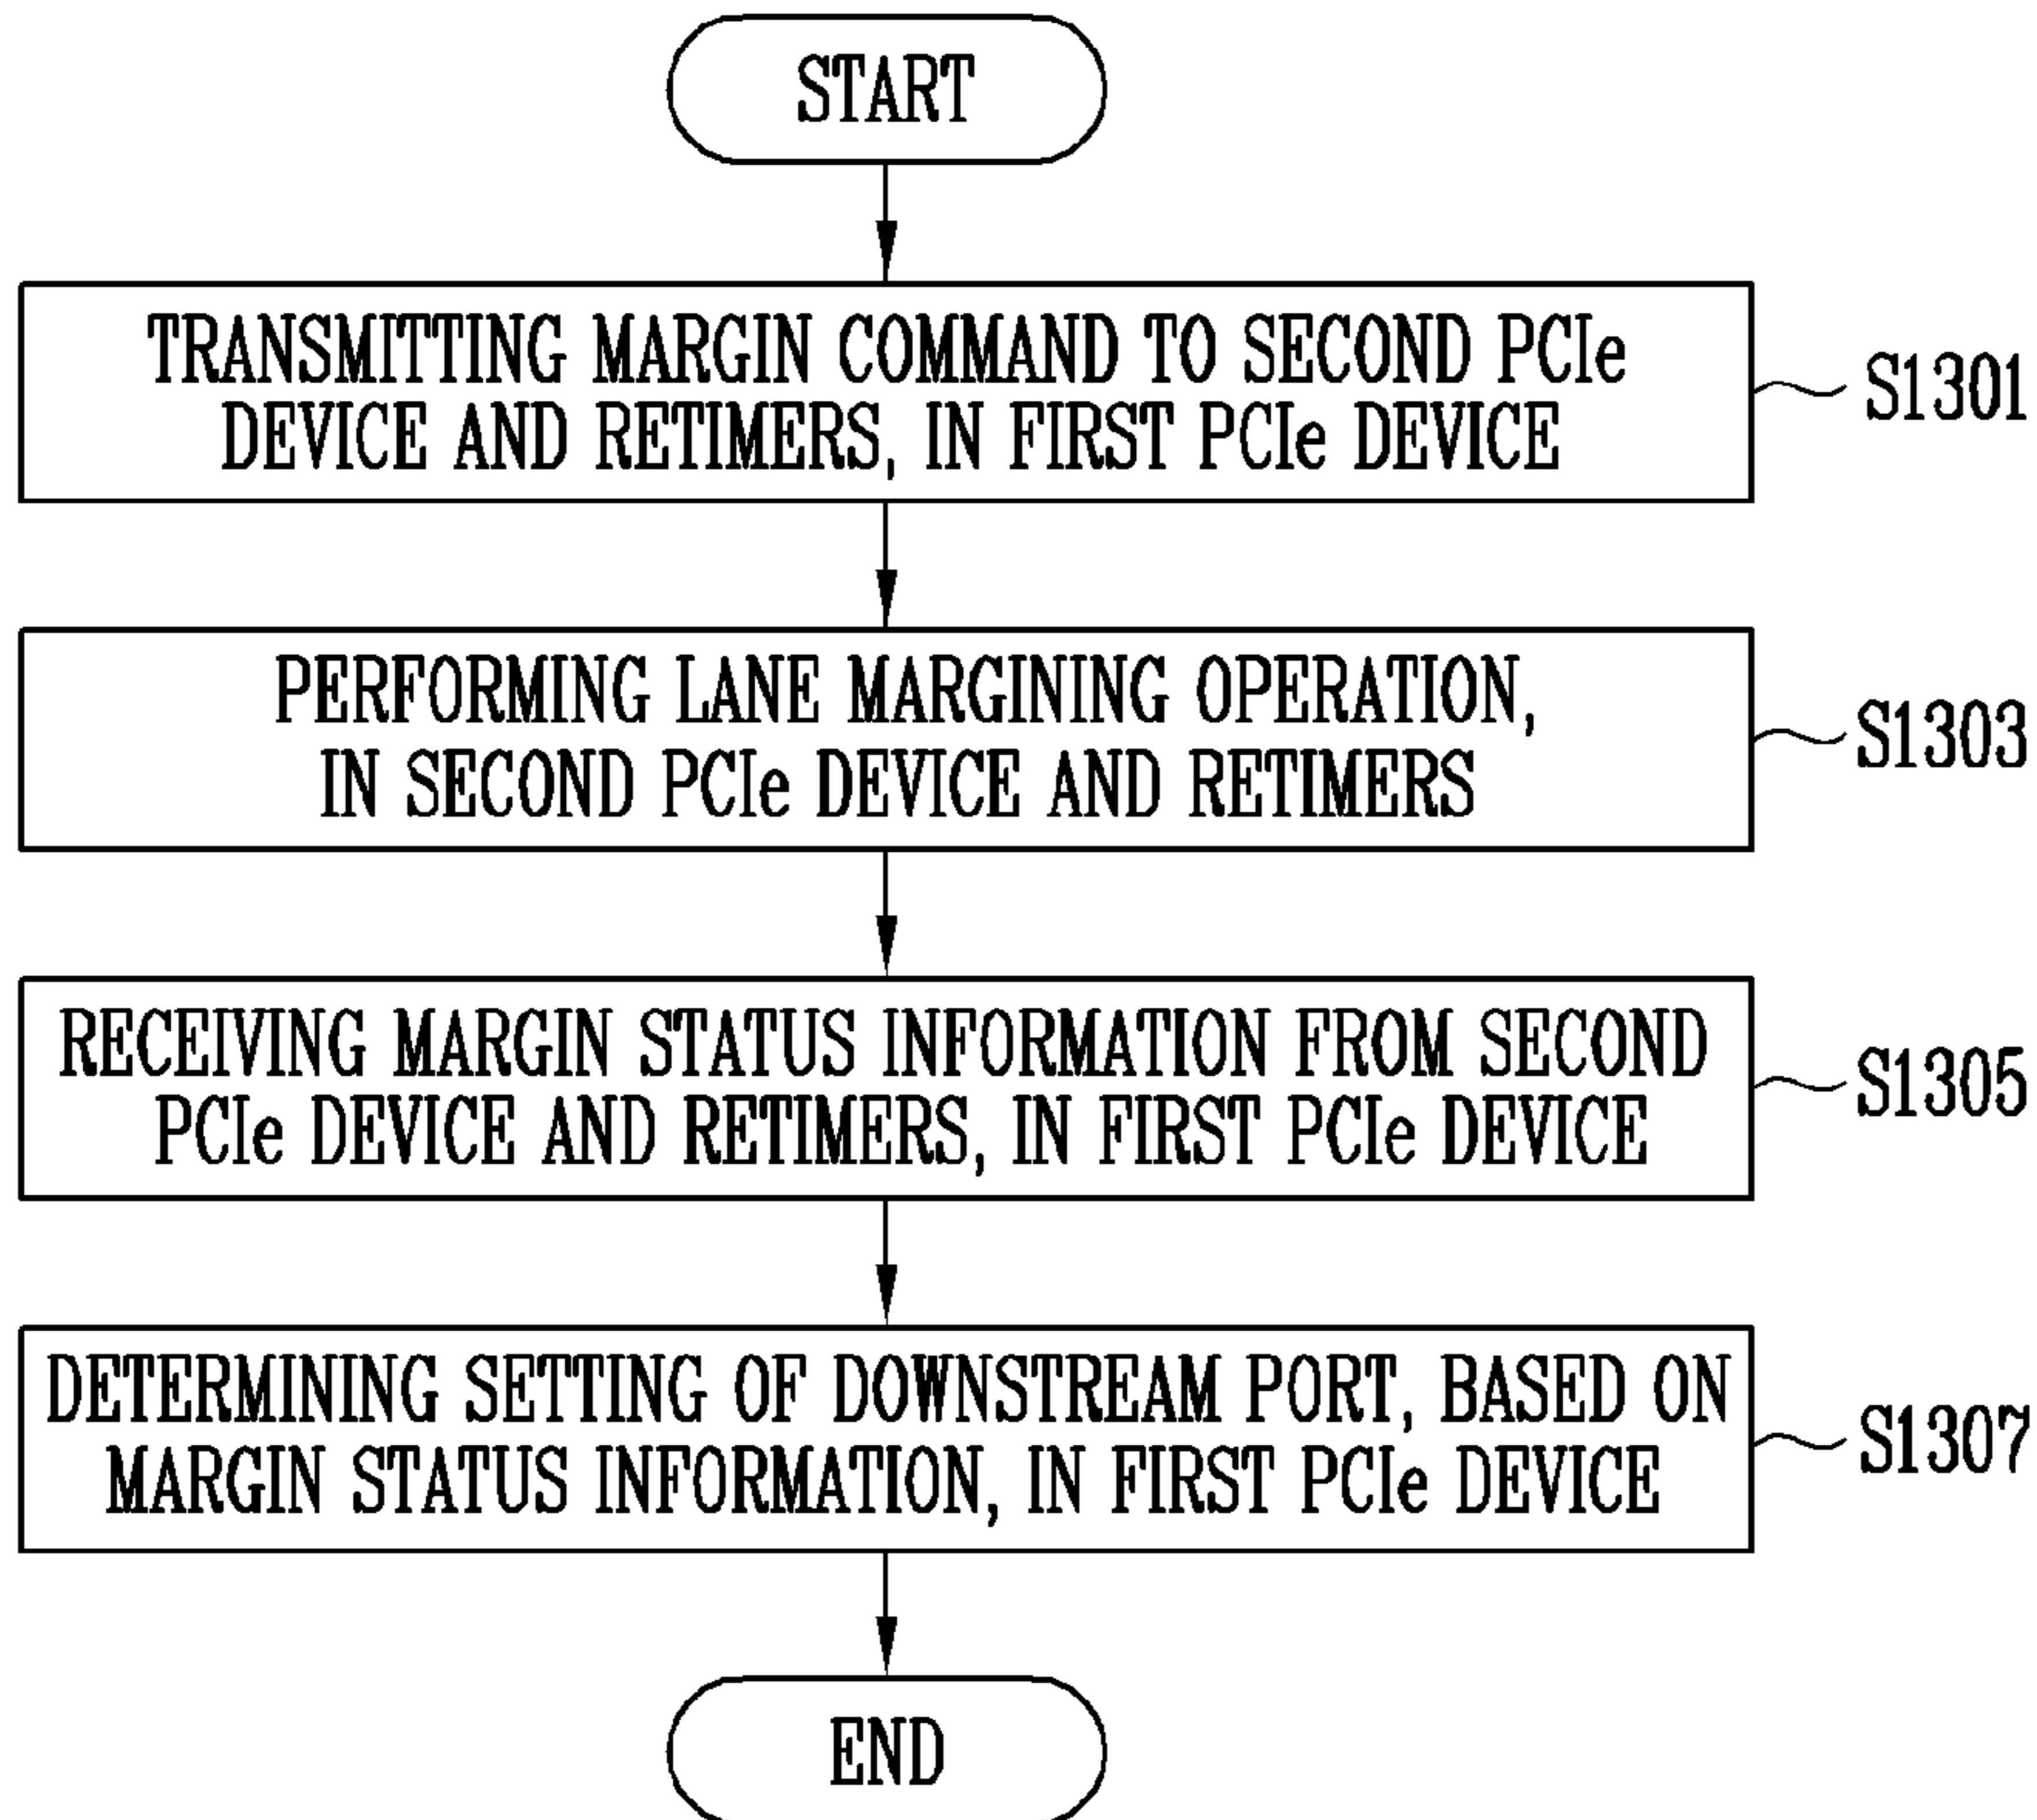 START
TRANSMITTING MARGIN COMMAND TO SECOND PCIe
DEVICE AND RETIMERS, IN FIRST PCIe DEVICE
S1301
PERFORMING LANE MARGINING OPERATION,
IN SECOND PCIe DEVICE AND RETIMERS
S1303
RECEIVING MARGIN STATUS INFORMATION FROM SECOND
PCIe DEVICE AND RETIMERS, IN FIRST PCIe DEVICE
S1305
DETERMINING SETTING OF DOWNSTREAM PORT, BASED ON
MARGIN STATUS INFORMATION, IN FIRST PCIe DEVICE
S1307
END